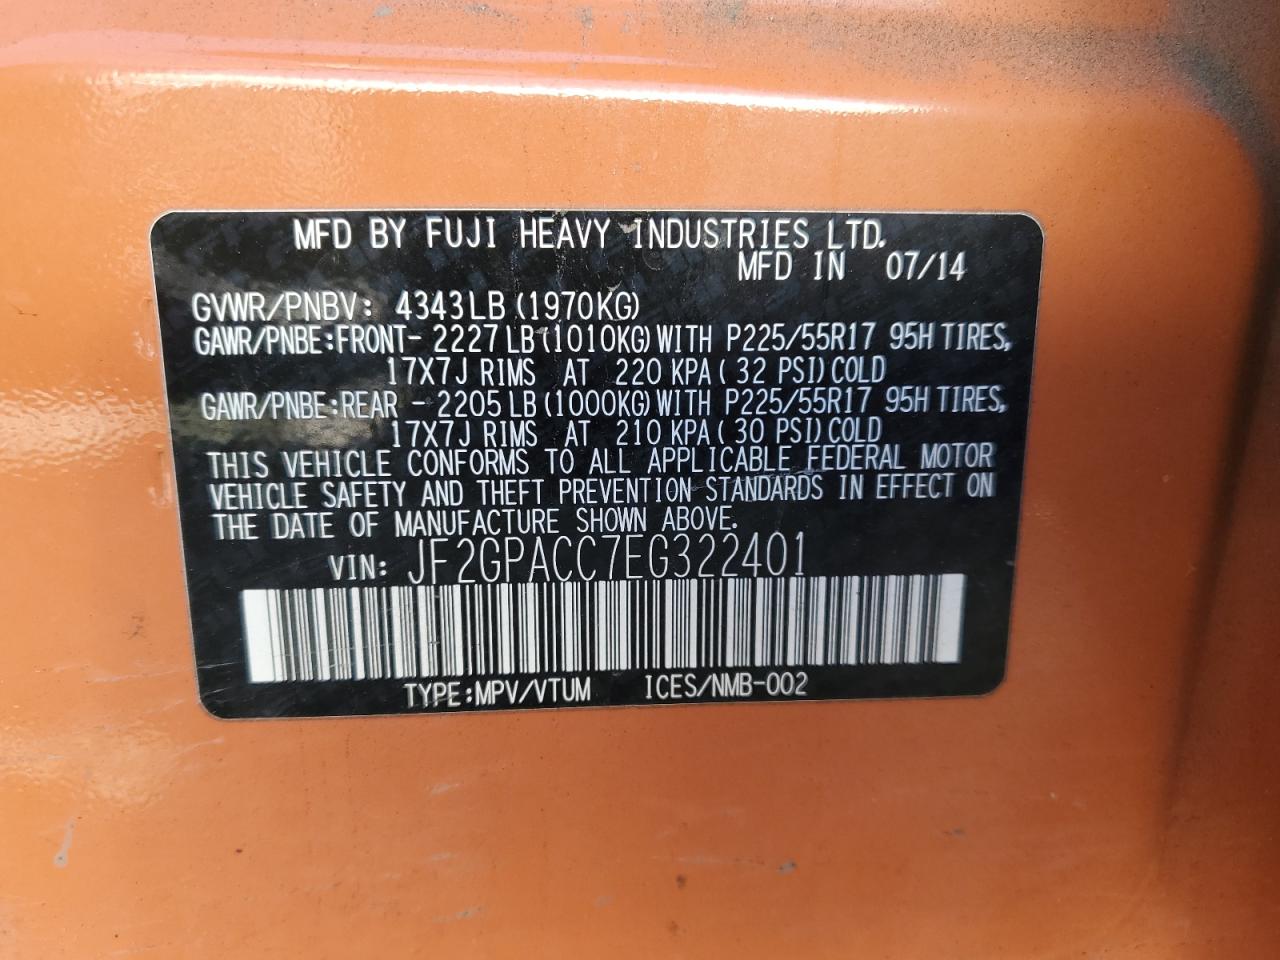 MFD BY FUJI HEAVY INDUSTRIES LTD.
MFD IN 07/14
GVWR/PNBV: 4343LB (1970KG)
GAWR/PNBE:FRONT- 2227LB (1010KG) WITH P225/55R17 95H TIRES,
17X7J RIMS AT 220 KPA ( 32 PSI) COLD
GAWR/PNBE:REAR - 2205LB (1000KG) WITH P225/55R17 95H TIRES,
17X7J RIMS AT 210 KPA ( 30 PSI) COLD
THIS VEHICLE CONFORMS TO ALL APPLICABLE FEDERAL MOTOR
VEHICLE SAFETY AND THEFT PREVENTION STANDARDS IN EFFECT ON
THE DATE OF MANUFACTURE SHOWN ABOVE.
VIN: JF2GPACC7EG322401
TYPE:MPV/VTUM ICES/NMB-002